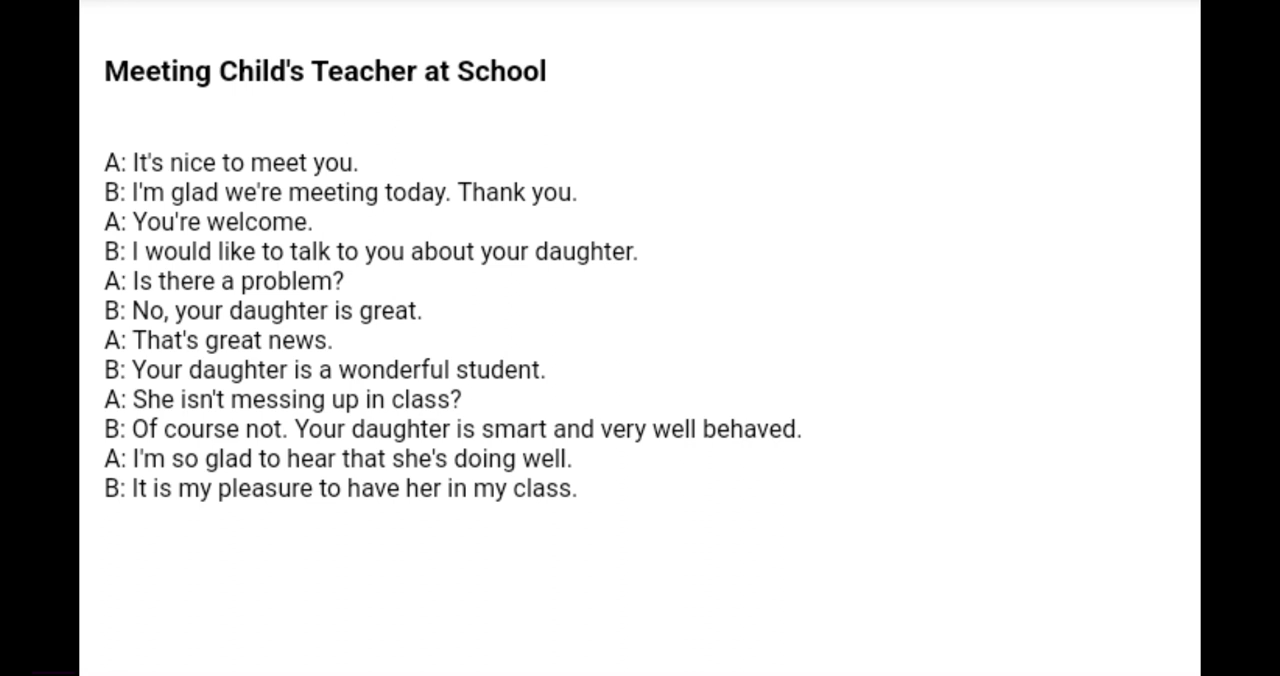 Meeting Child's Teacher at School
A: It's nice to meet you.
B: I'm glad we're meeting today. Thank you.
A: You're welcome.
B: I would like to talk to you about your daughter.
A: Is there a problem?
B: No, your daughter is great.
A: That's great news.
B: Your daughter is a wonderful student.
A: She isn't messing up in class?
B: Of course not. Your daughter is smart and very well behaved.
A: I'm so glad to hear that she's doing well.
B: It is my pleasure to have her in my class.